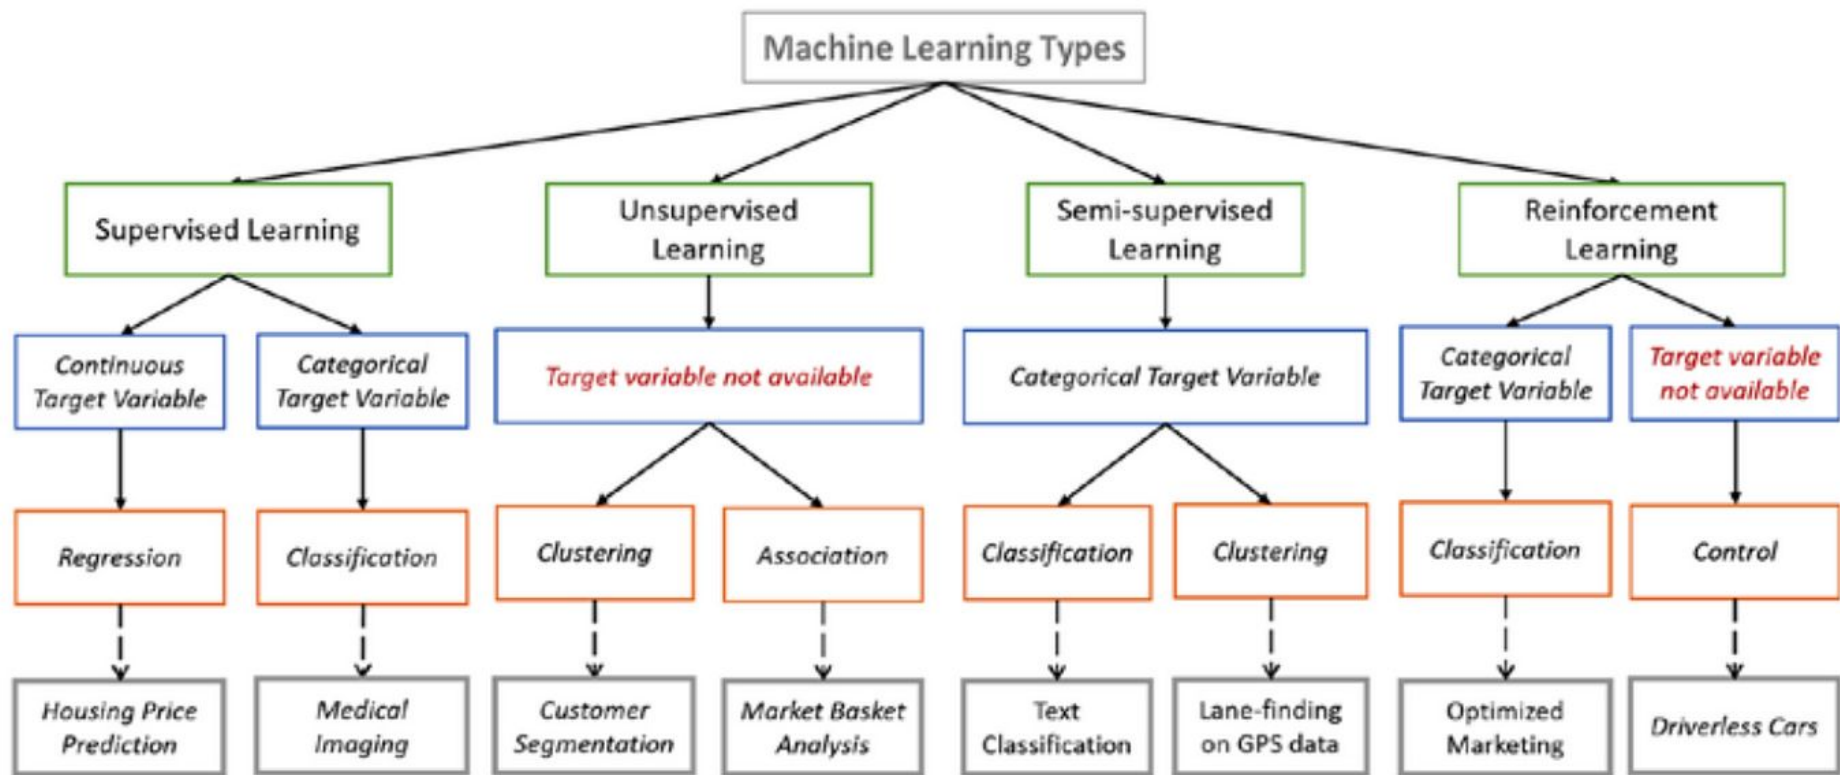 Machine Learning Types
Supervised Learning
Unsupervised
Learning
Semi-supervised
Learning
Reinforcement
Learning
Continuous
Target Variable
Categorical
Target Variable
Target variable not available
Categorical Target Variable
Categorical
Target Variable
Target variable
not available
Regression
Classification
Clustering
Association
Classification
Clustering
Classification
Control
Housing Price
Prediction
Medical
Imaging
Customer
Segmentation
Market Basket
Analysis
Text
Classification
Lane-finding
on GPS data
Optimized
Marketing
Driverless Cars